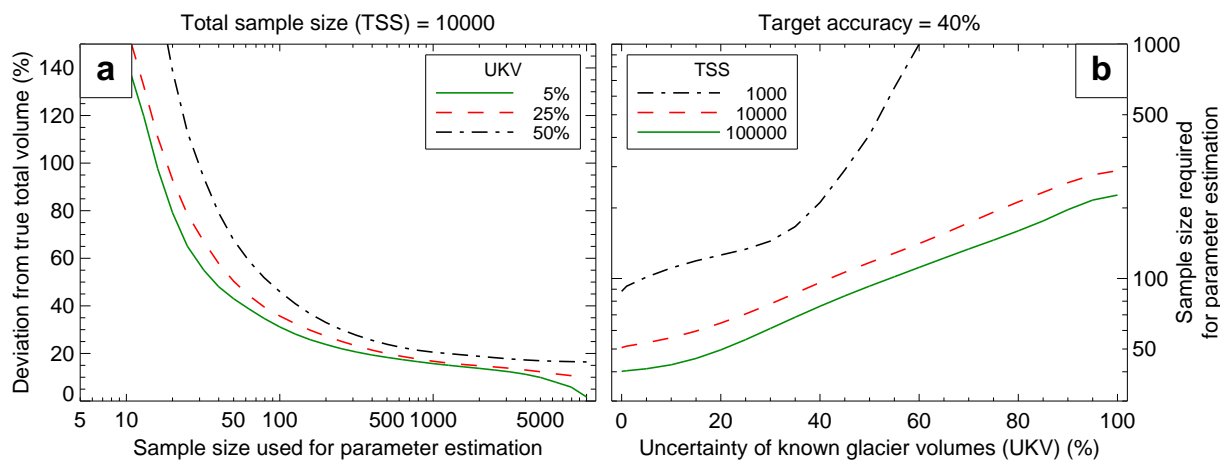 Total sample size (TSS) = 10000
a
Deviation from true total volume (%)
140
120
100
80
60
40
20
0
5 10 50 100 500 1000 5000
Sample size used for parameter estimation
UKV
5%
25%
50%
Target accuracy = 40%
b
TSS
1000
10000
100000
1000
500
100
50
Sample size required
for parameter estimation
0 20 40 60 80 100
Uncertainty of known glacier volumes (UKV) (%)